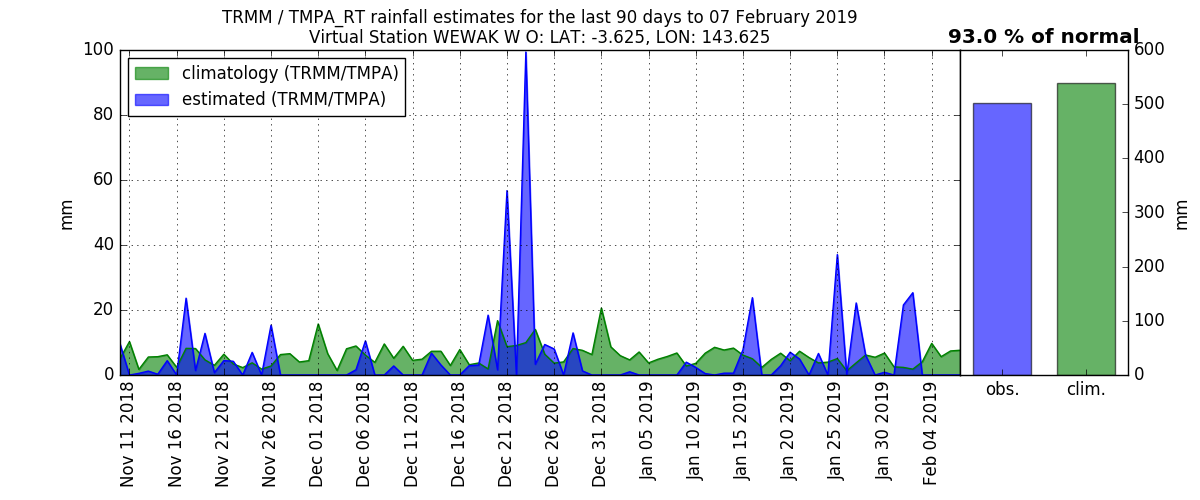 TRMM / TMPA_RT rainfall estimates for the last 90 days to 07 February 2019
Virtual Station WEWAK W O: LAT: -3.625, LON: 143.625
93.0 % of normal
climatology (TRMM/TMPA)
estimated (TRMM/TMPA)
mm
100
80
60
40
20
0
Nov 11 2018
Nov 16 2018
Nov 21 2018
Nov 26 2018
Dec 01 2018
Dec 06 2018
Dec 11 2018
Dec 16 2018
Dec 21 2018
Dec 26 2018
Dec 31 2018
Jan 05 2019
Jan 10 2019
Jan 15 2019
Jan 20 2019
Jan 25 2019
Jan 30 2019
Feb 04 2019
obs.
clim.
600
500
400
300
200
100
0
mm